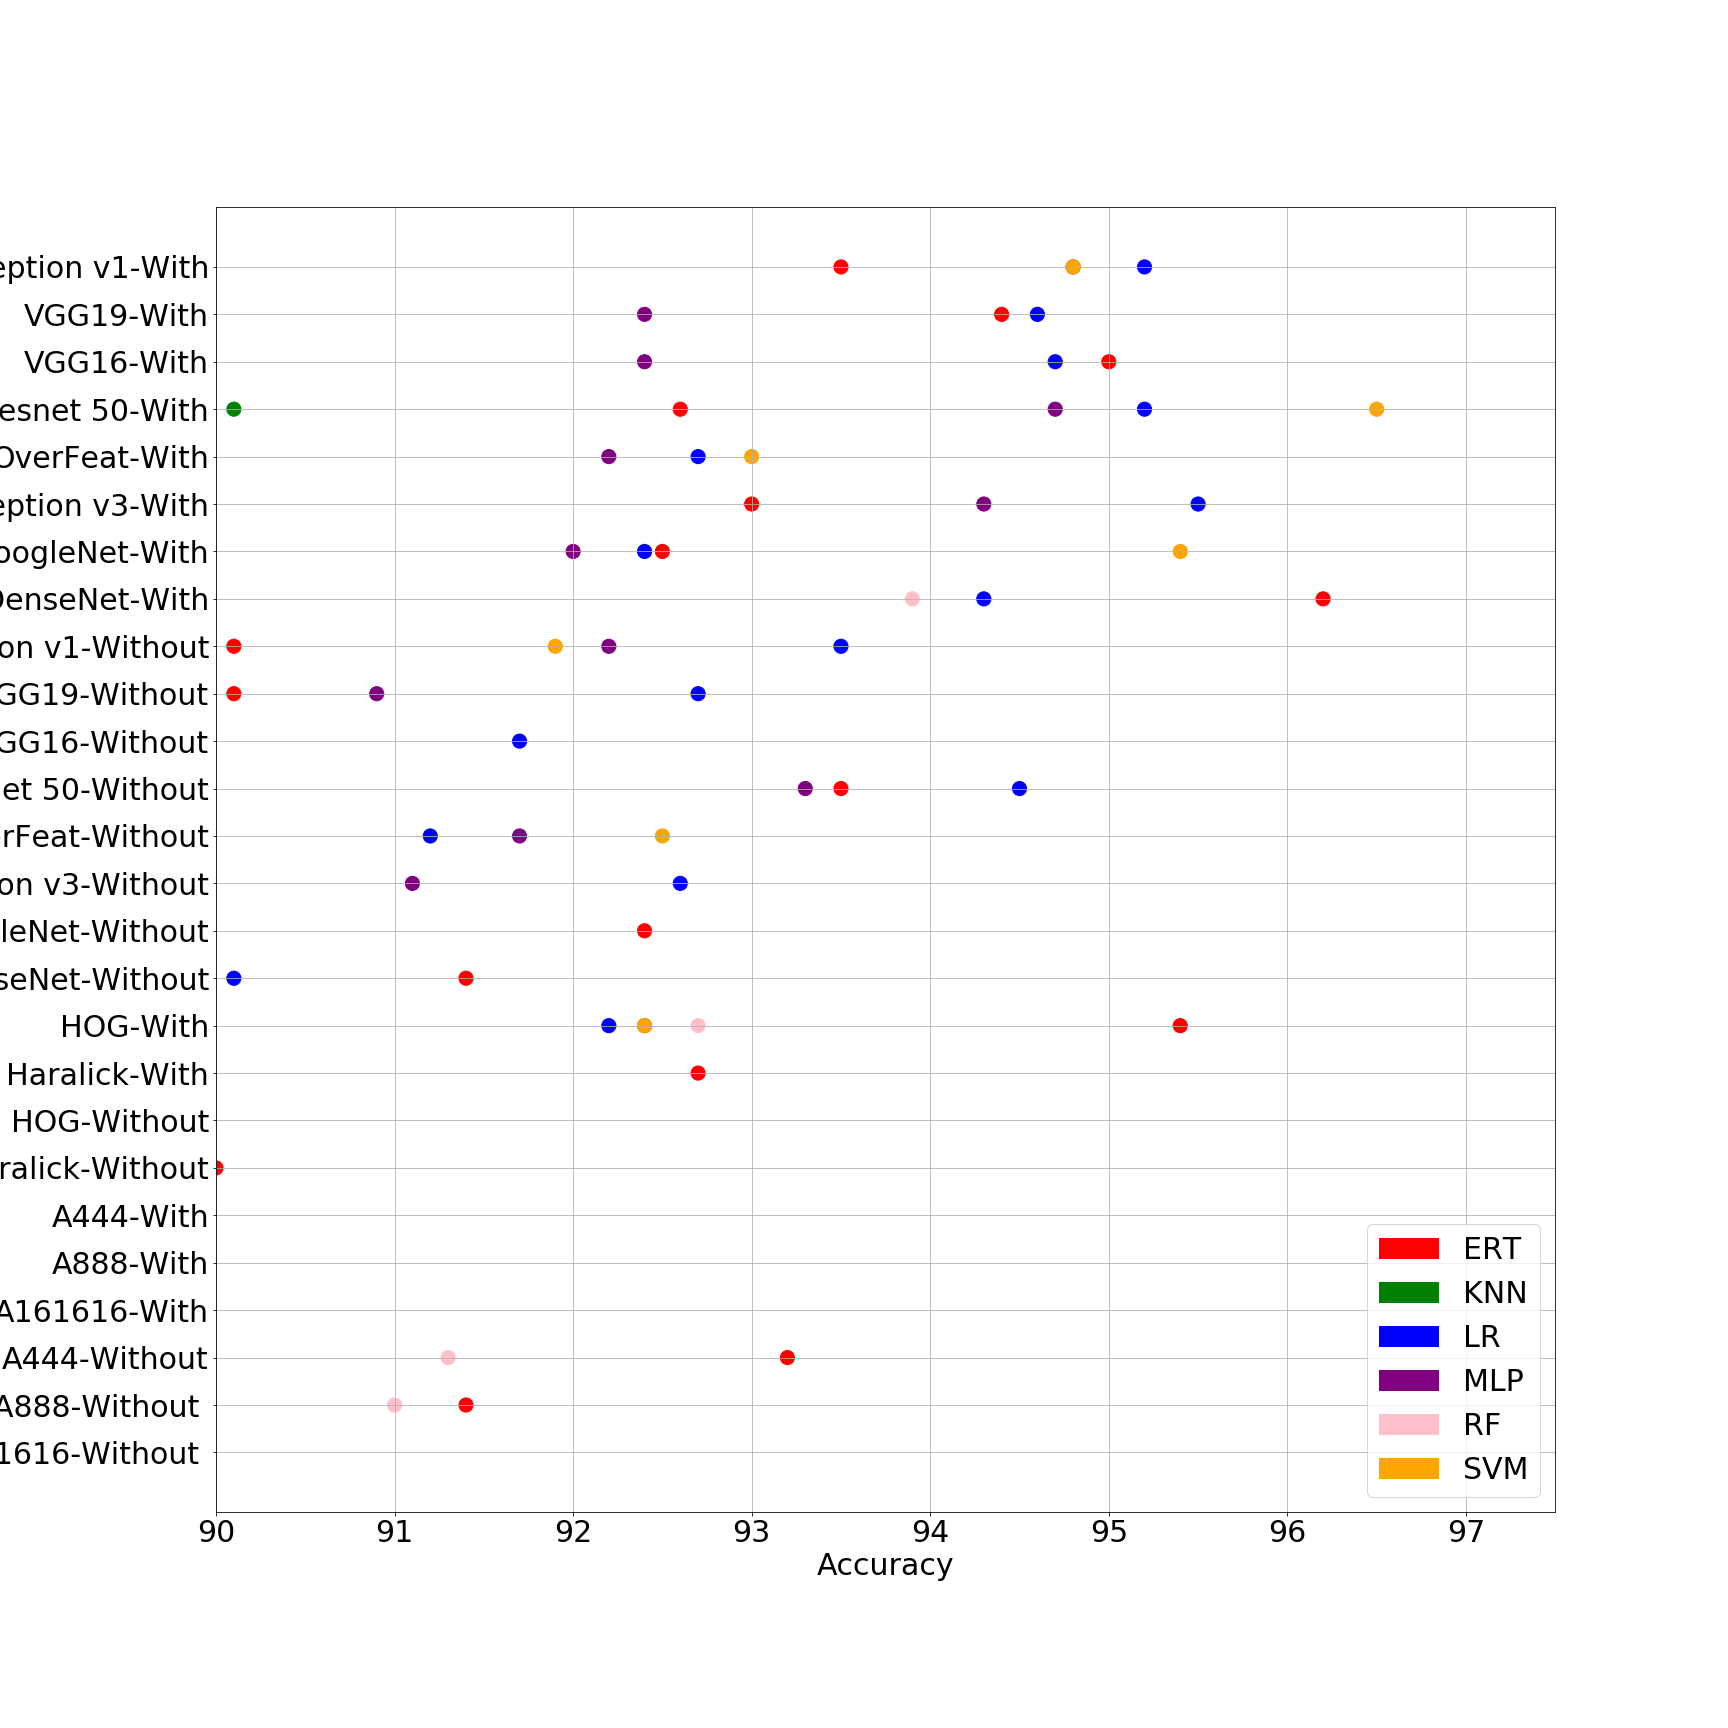 eption v1-With
VGG19-With
VGG16-With
esnet 50-With
OverFeat-With
eption v3-With
oogleNet-With
DenseNet-With
on v1-Without
GG19-Without
GG16-Without
et 50-Without
rFeat-Without
on v3-Without
leNet-Without
seNet-Without
HOG-With
Haralick-With
HOG-Without
ralick-Without
A444-With
A888-With
A161616-With
A444-Without
A888-Without
1616-Without
ERT
KNN
LR
MLP
RF
SVM
90 91 92 93 94 95 96 97
Accuracy